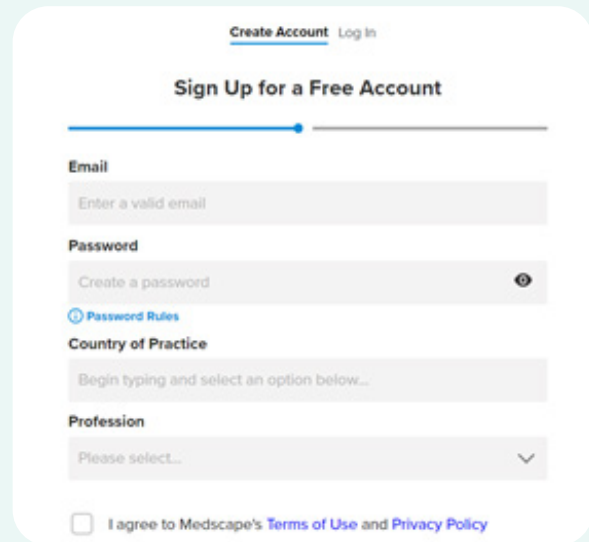 Create Account Log In
Sign Up for a Free Account
Email
Enter a valid email
Password
Create a password
Password Rules
Country of Practice
Begin typing and select an option below...
Profession
Please select...
I agree to Medscape's Terms of Use and Privacy Policy